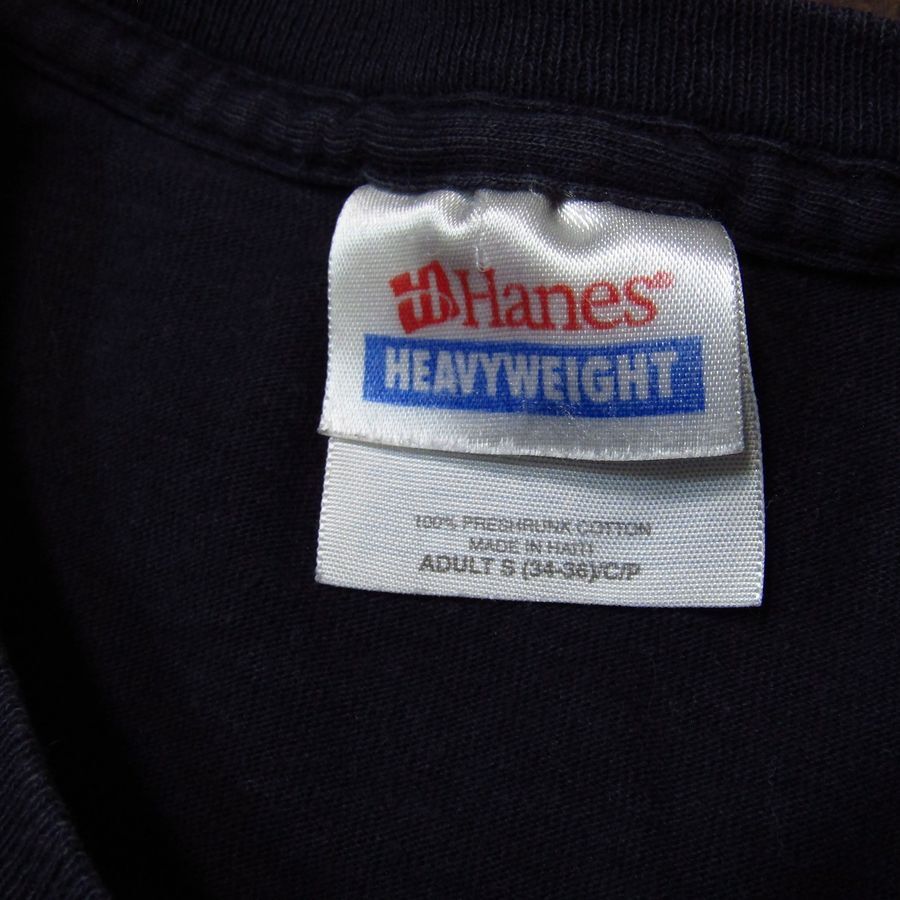 Hanes®
HEAVYWEIGHT
100% PRESHRUNK COTTON
MADE IN HAITI
ADULT S (34-36)/C/P